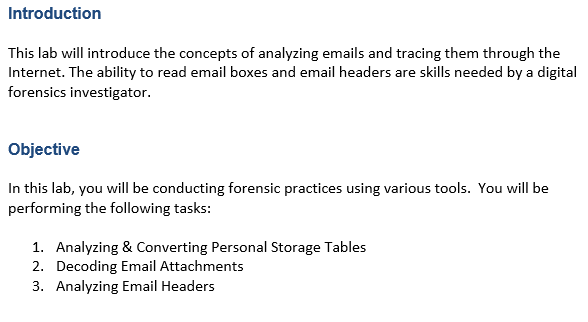 Introduction
This lab will introduce the concepts of analyzing emails and tracing them through the
Internet. The ability to read email boxes and email headers are skills needed by a digital
forensics investigator.
Objective
In this lab, you will be conducting forensic practices using various tools.  You will be
performing the following tasks:
1. Analyzing & Converting Personal Storage Tables
2. Decoding Email Attachments
3. Analyzing Email Headers